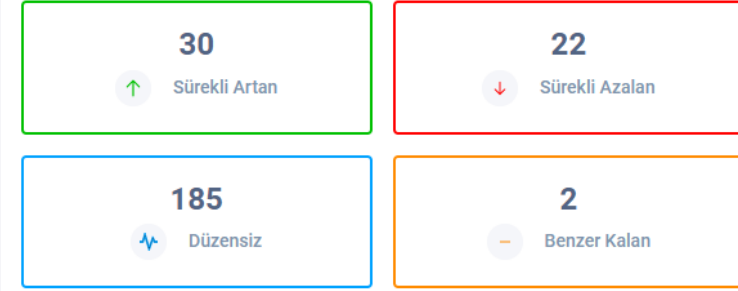 30
Sürekli Artan
22
Sürekli Azalan
185
Düzensiz
2
Benzer Kalan